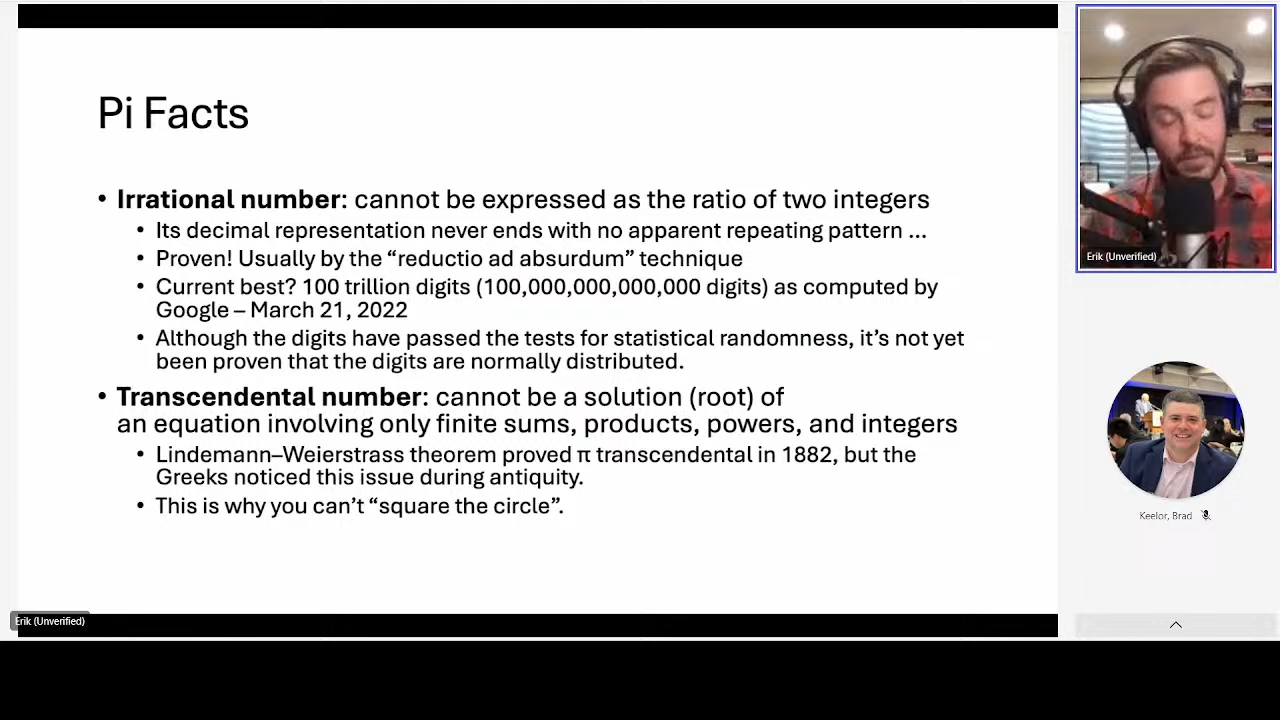 Pi Facts
• Irrational number: cannot be expressed as the ratio of two integers
• Its decimal representation never ends with no apparent repeating pattern ...
• Proven! Usually by the “reductio ad absurdum” technique
• Current best? 100 trillion digits (100,000,000,000,000 digits) as computed by
Google – March 21, 2022
• Although the digits have passed the tests for statistical randomness, it’s not yet
been proven that the digits are normally distributed.
• Transcendental number: cannot be a solution (root) of
an equation involving only finite sums, products, powers, and integers
• Lindemann–Weierstrass theorem proved π transcendental in 1882, but the
Greeks noticed this issue during antiquity.
• This is why you can’t “square the circle”.
Erik (Unverified)
Erik (Unverified)
Keelor, Brad